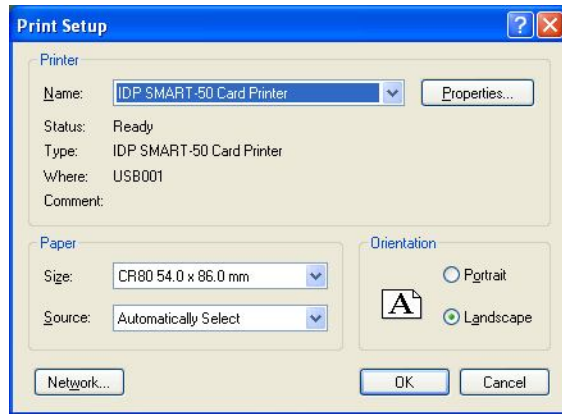 Print Setup
Printer
Name: IDP SMART-50 Card Printer Properties...
Status: Ready
Type: IDP SMART-50 Card Printer
Where: USB001
Comment:
Paper Orientation
Size: CR80 54.0 x 86.0 mm Portrait
Source: Automatically Select A Landscape
Network... OK Cancel